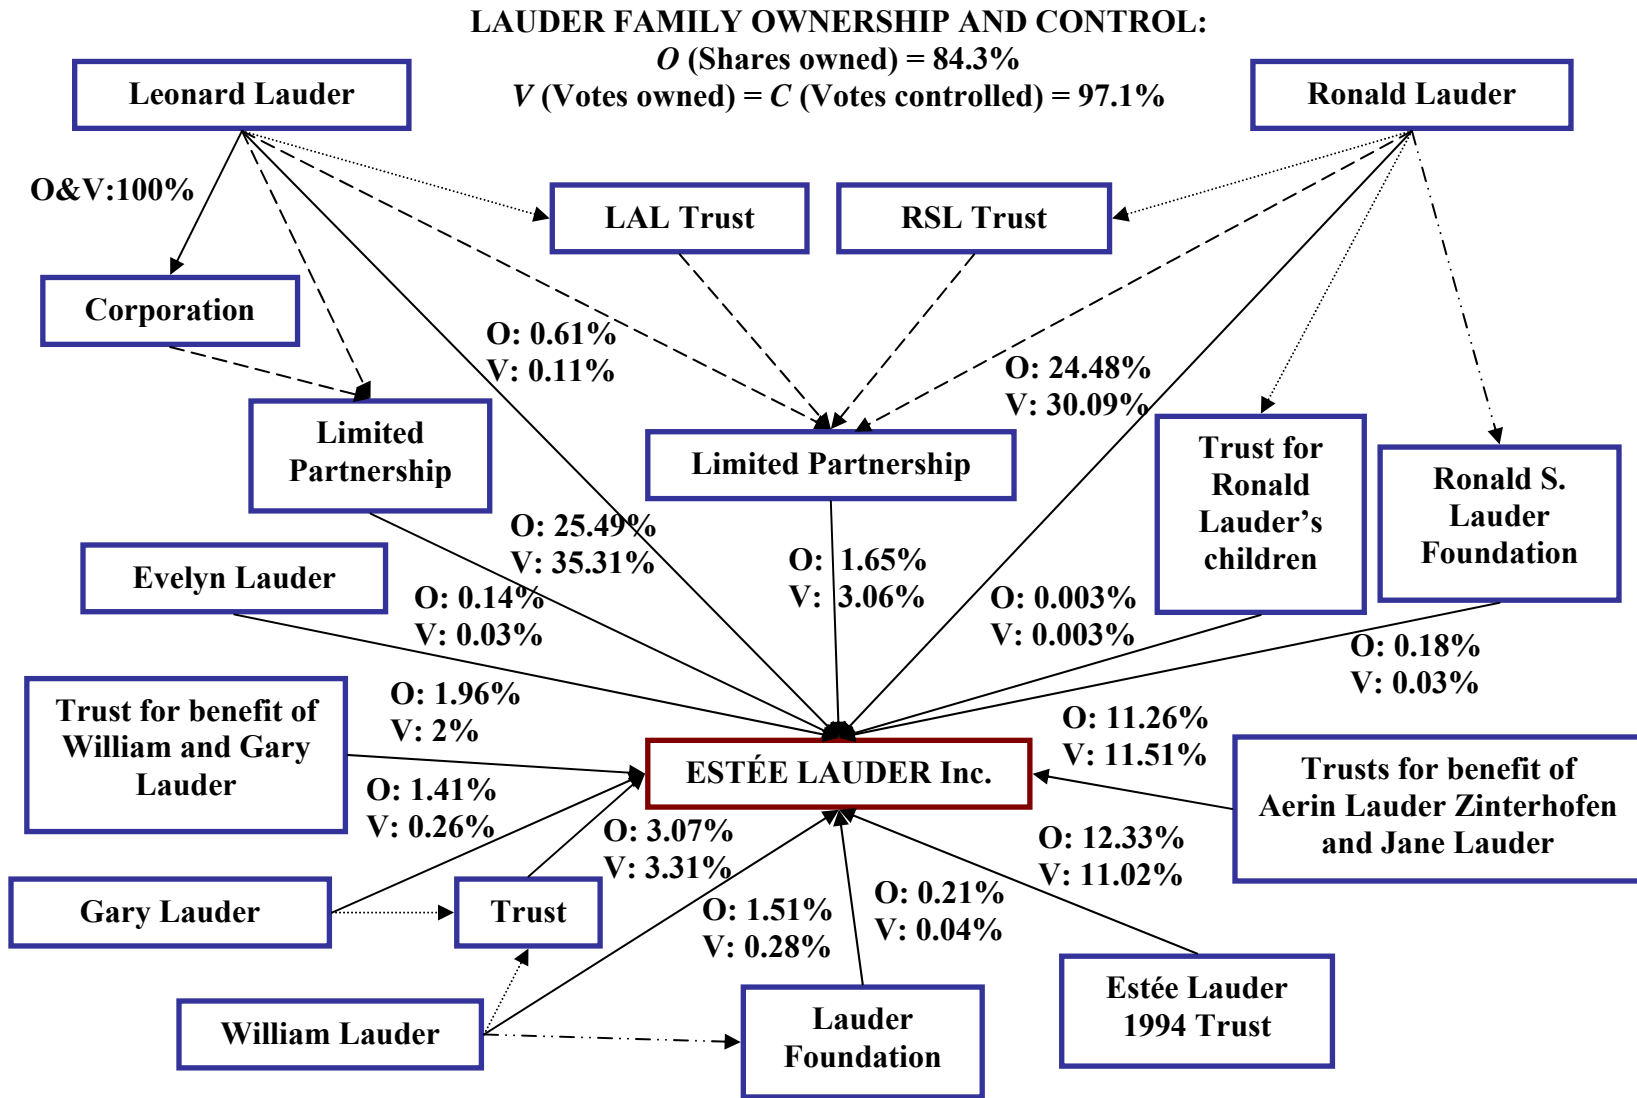 LAUDER FAMILY OWNERSHIP AND CONTROL:
O (Shares owned) = 84.3%
V (Votes owned) = C (Votes controlled) = 97.1%
Leonard Lauder
Ronald Lauder
O&V:100%
LAL Trust
RSL Trust
Corporation
O: 0.61%
V: 0.11%
O: 24.48%
V: 30.09%
Limited
Partnership
Limited Partnership
Trust for
Ronald
Lauder’s
children
Ronald S.
Lauder
Foundation
O: 25.49%
V: 35.31%
O: 1.65%
V: 3.06%
Evelyn Lauder
O: 0.14%
V: 0.03%
O: 0.003%
V: 0.003%
O: 0.18%
V: 0.03%
Trust for benefit of
William and Gary
Lauder
O: 1.96%
V: 2%
O: 11.26%
V: 11.51%
ESTÉE LAUDER Inc.
Trusts for benefit of
Aerin Lauder Zinterhofen
and Jane Lauder
O: 1.41%
V: 0.26%
O: 3.07%
V: 3.31%
O: 12.33%
V: 11.02%
Gary Lauder
Trust
O: 1.51%
V: 0.28%
O: 0.21%
V: 0.04%
William Lauder
Lauder
Foundation
Estée Lauder
1994 Trust